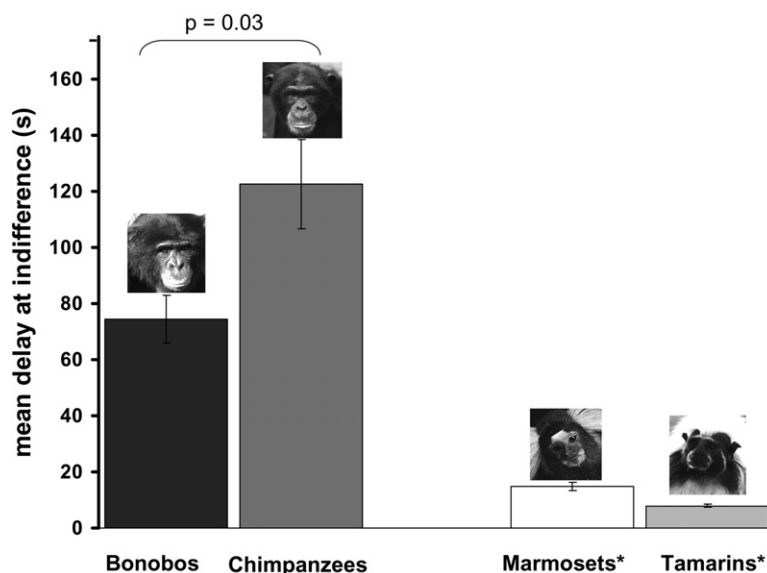 p = 0.03
mean delay at indifference (s)
160
140
120
100
80
60
40
20
0
Bonobos
Chimpanzees
Marmosets*
Tamarins*